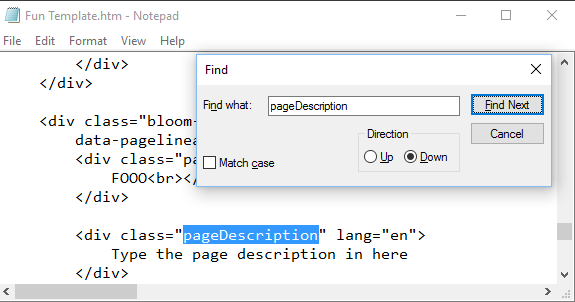 Fun Template.htm - Notepad
File Edit Format View Help
</div>
</div>
<div class="bloom-
data-pagelinea
<div class="pa
FOOO<br></
</div>
<div class="pageDescription" lang="en">
Type the page description in here
</div>
Find
Find what: pageDescription
Find Next
Cancel
Direction
Up Down
Match case